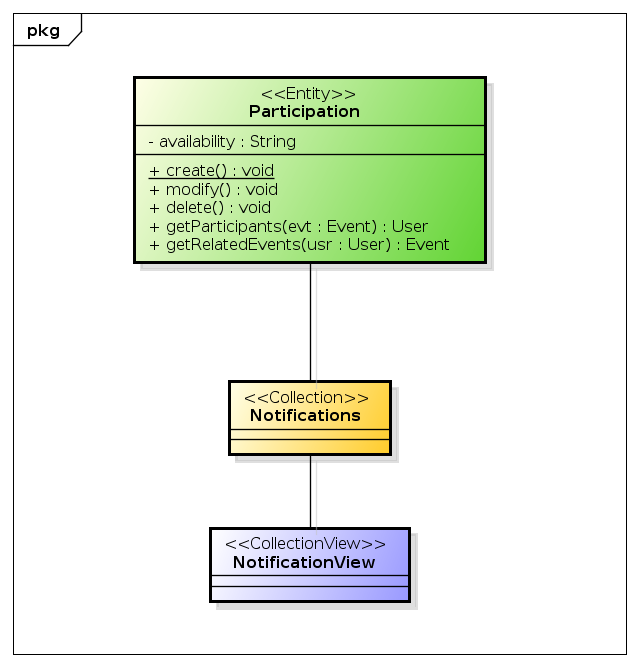 pkg
<<Entity>>
Participation
- availability : String
+ create() : void
+ modify() : void
+ delete() : void
+ getParticipants(evt : Event) : User
+ getRelatedEvents(usr : User) : Event
<<Collection>>
Notifications
<<CollectionView>>
NotificationView